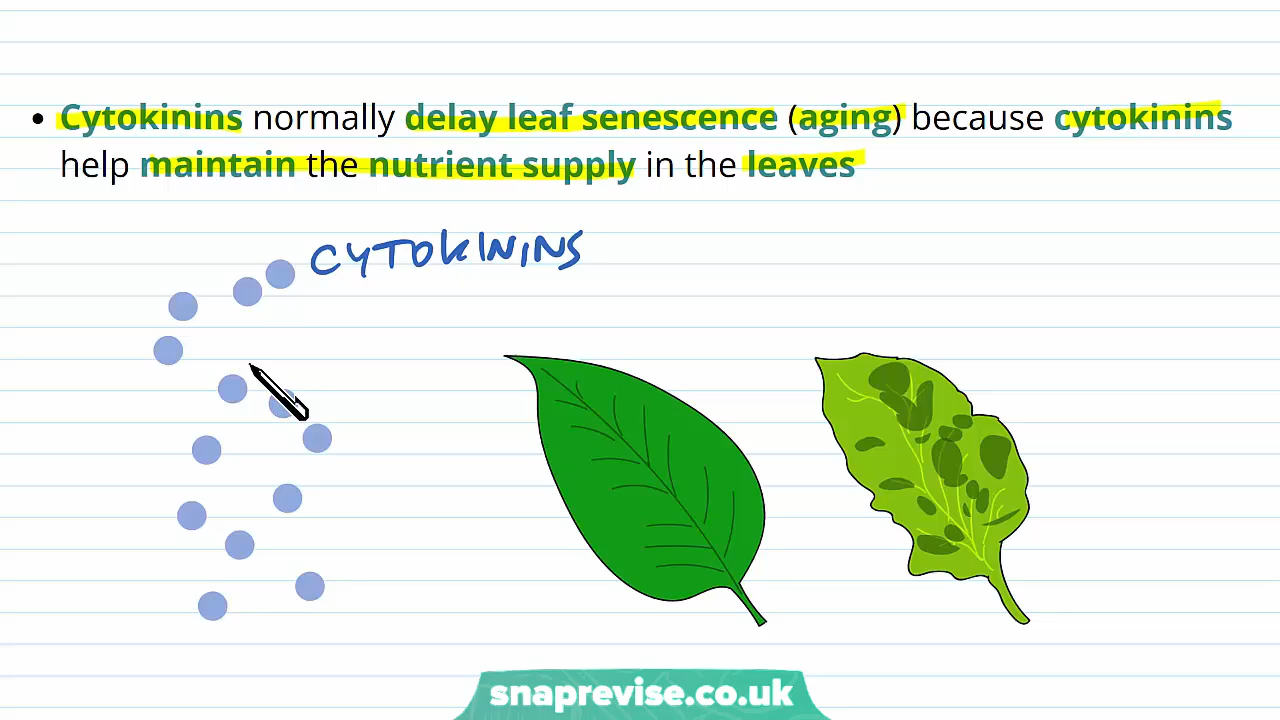 • Cytokinins normally delay leaf senescence (aging) because cytokinins
help maintain the nutrient supply in the leaves
CYTOKININS
snaprevise.co.uk